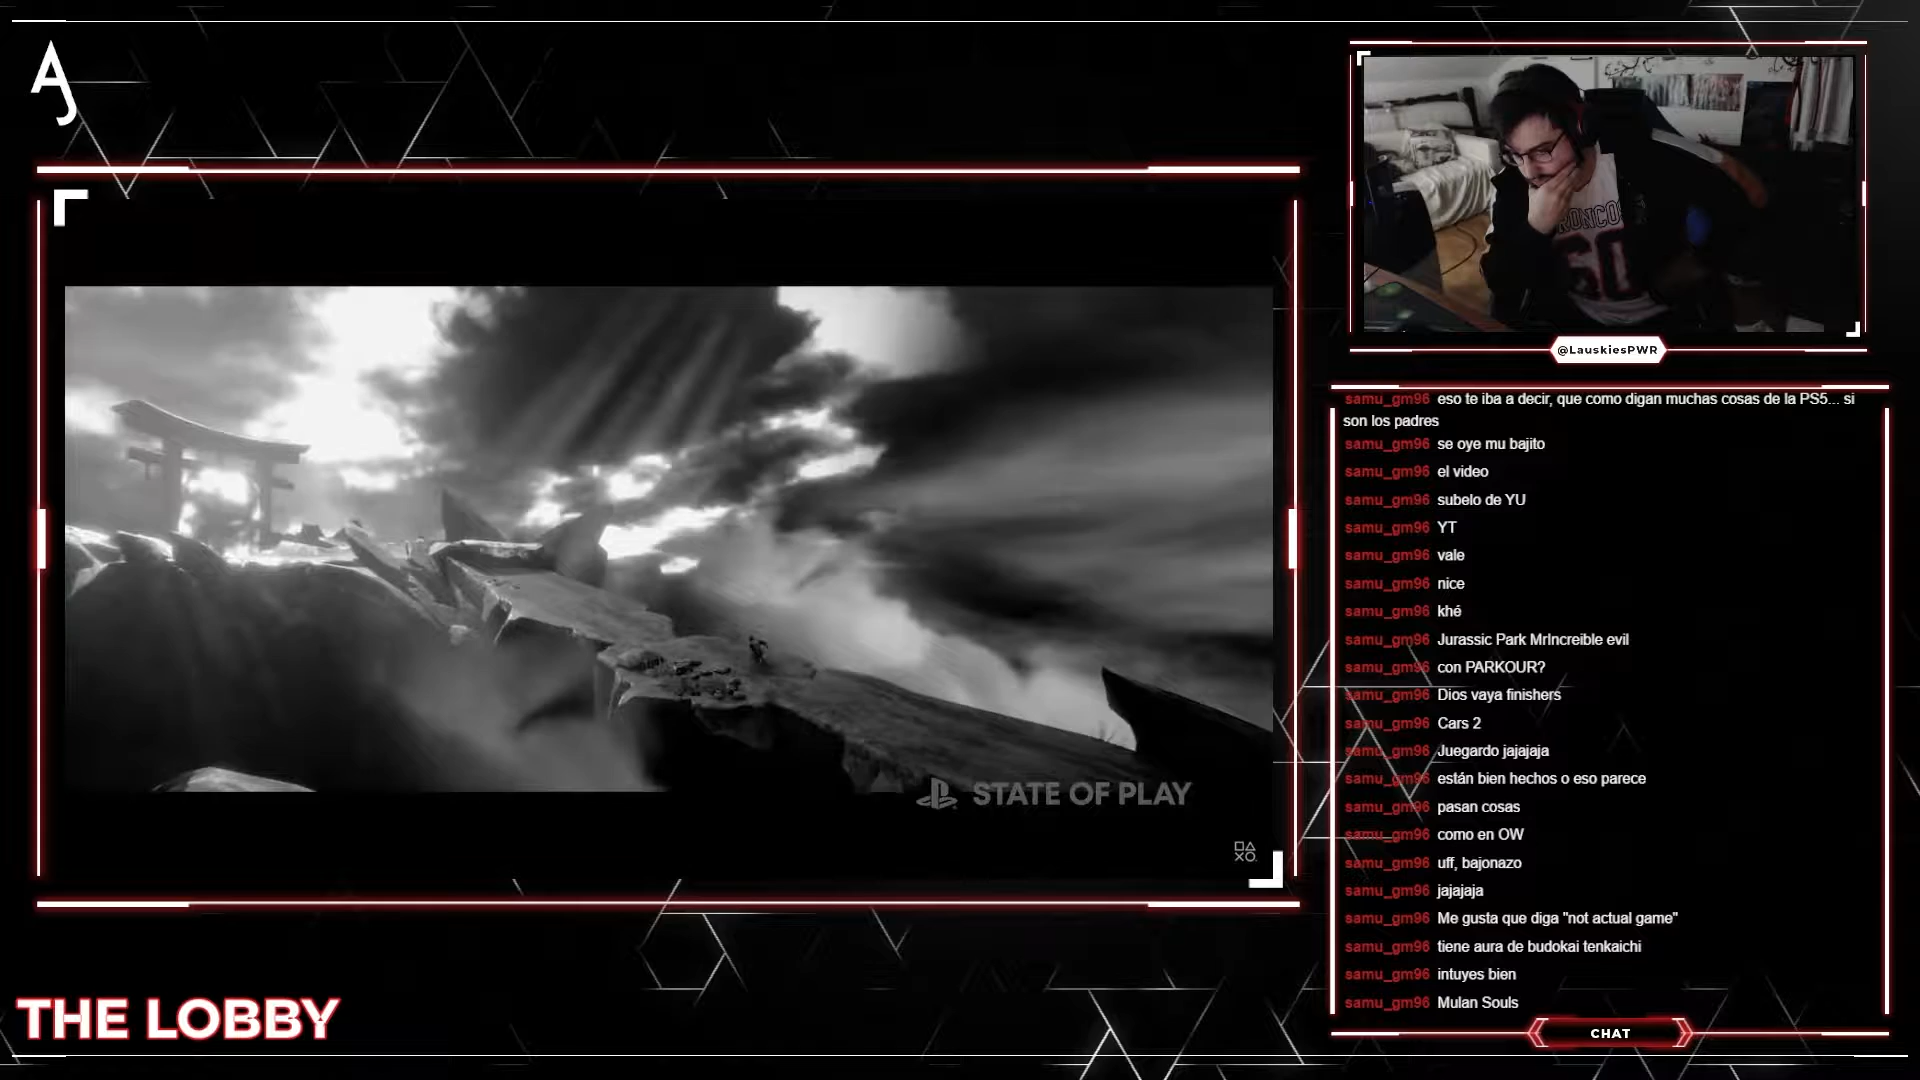 AJ
STATE OF PLAY
THE LOBBY
BRONCOS
60
@LauskiesPWR
samu_gm96 eso te iba a decir, que como digan muchas cosas de la PS5... si
son los padres
samu_gm96 se oye mu bajito
samu_gm96 el video
samu_gm96 subelo de YU
samu_gm96 YT
samu_gm96 vale
samu_gm96 nice
samu_gm96 khé
samu_gm96 Jurassic Park MrIncreible evil
samu_gm96 con PARKOUR?
samu_gm96 Dios vaya finishers
samu_gm96 Cars 2
samu_gm96 Juegardo jajajaja
samu_gm96 están bien hechos o eso parece
samu_gm96 pasan cosas
samu_gm96 como en OW
samu_gm96 uff, bajonazo
samu_gm96 jajajaja
samu_gm96 Me gusta que diga "not actual game"
samu_gm96 tiene aura de budokai tenkaichi
samu_gm96 intuyes bien
samu_gm96 Mulan Souls
CHAT